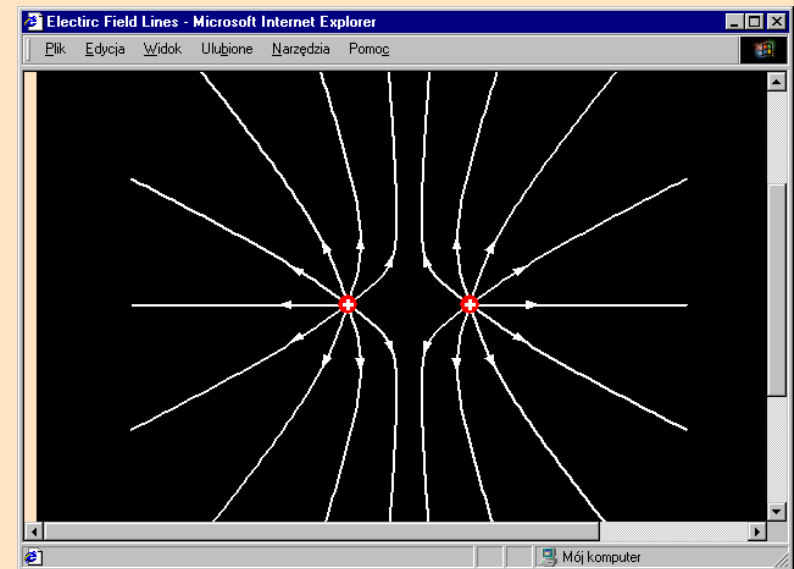 Electirc Field Lines - Microsoft Internet Explorer
Plik Edycja Widok Ulubione Narzędzia Pomoc
Mój komputer